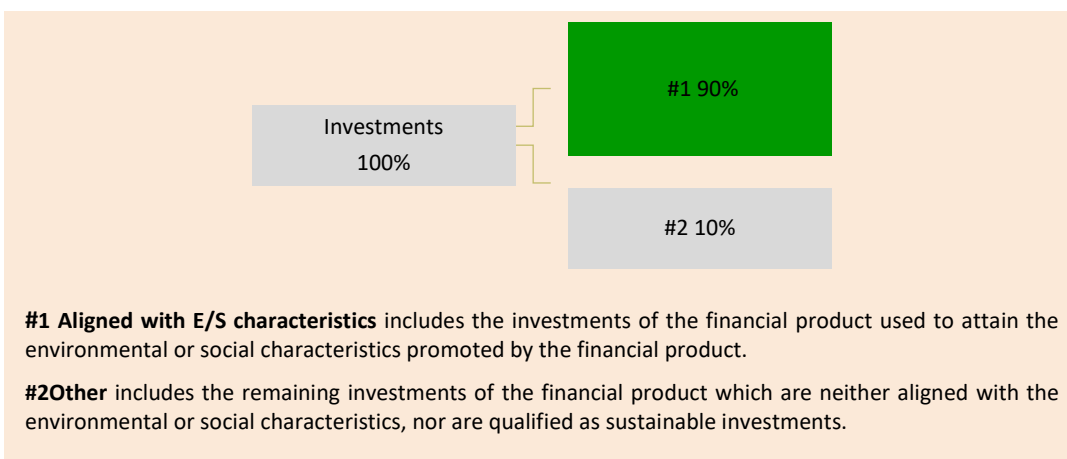 #1 90%
Investments
100%
#2 10%
#1 Aligned with E/S characteristics includes the investments of the financial product used to attain the
environmental or social characteristics promoted by the financial product.
#2Other includes the remaining investments of the financial product which are neither aligned with the
environmental or social characteristics, nor are qualified as sustainable investments.